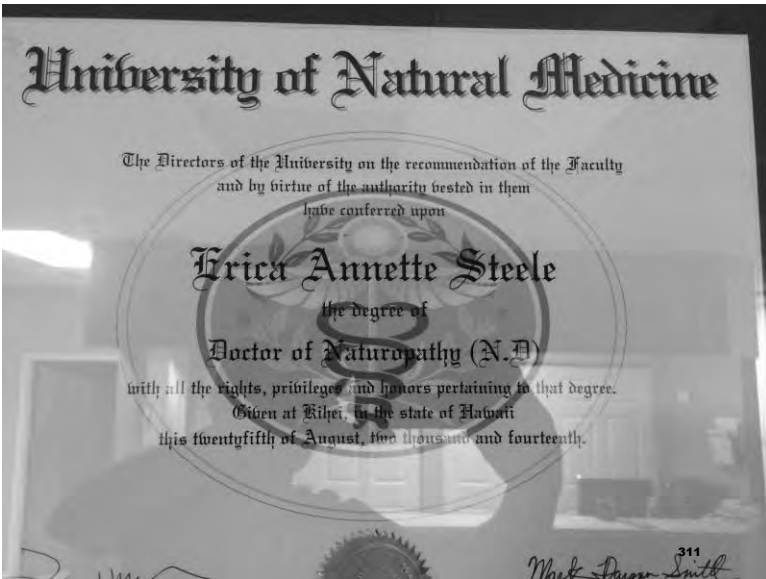 University of Natural Medicine
The Directors of the University on the recommendation of the Faculty
and by virtue of the authority vested in them
have conferred upon
Erica Annette Steele
the degree of
Doctor of Naturopathy (N.D)
with all the rights, privileges and honors pertaining to that degree.
Given at Kihei, in the state of Hawaii
this twentyfifth of August, two thousand and fourteenth.
311
Smith